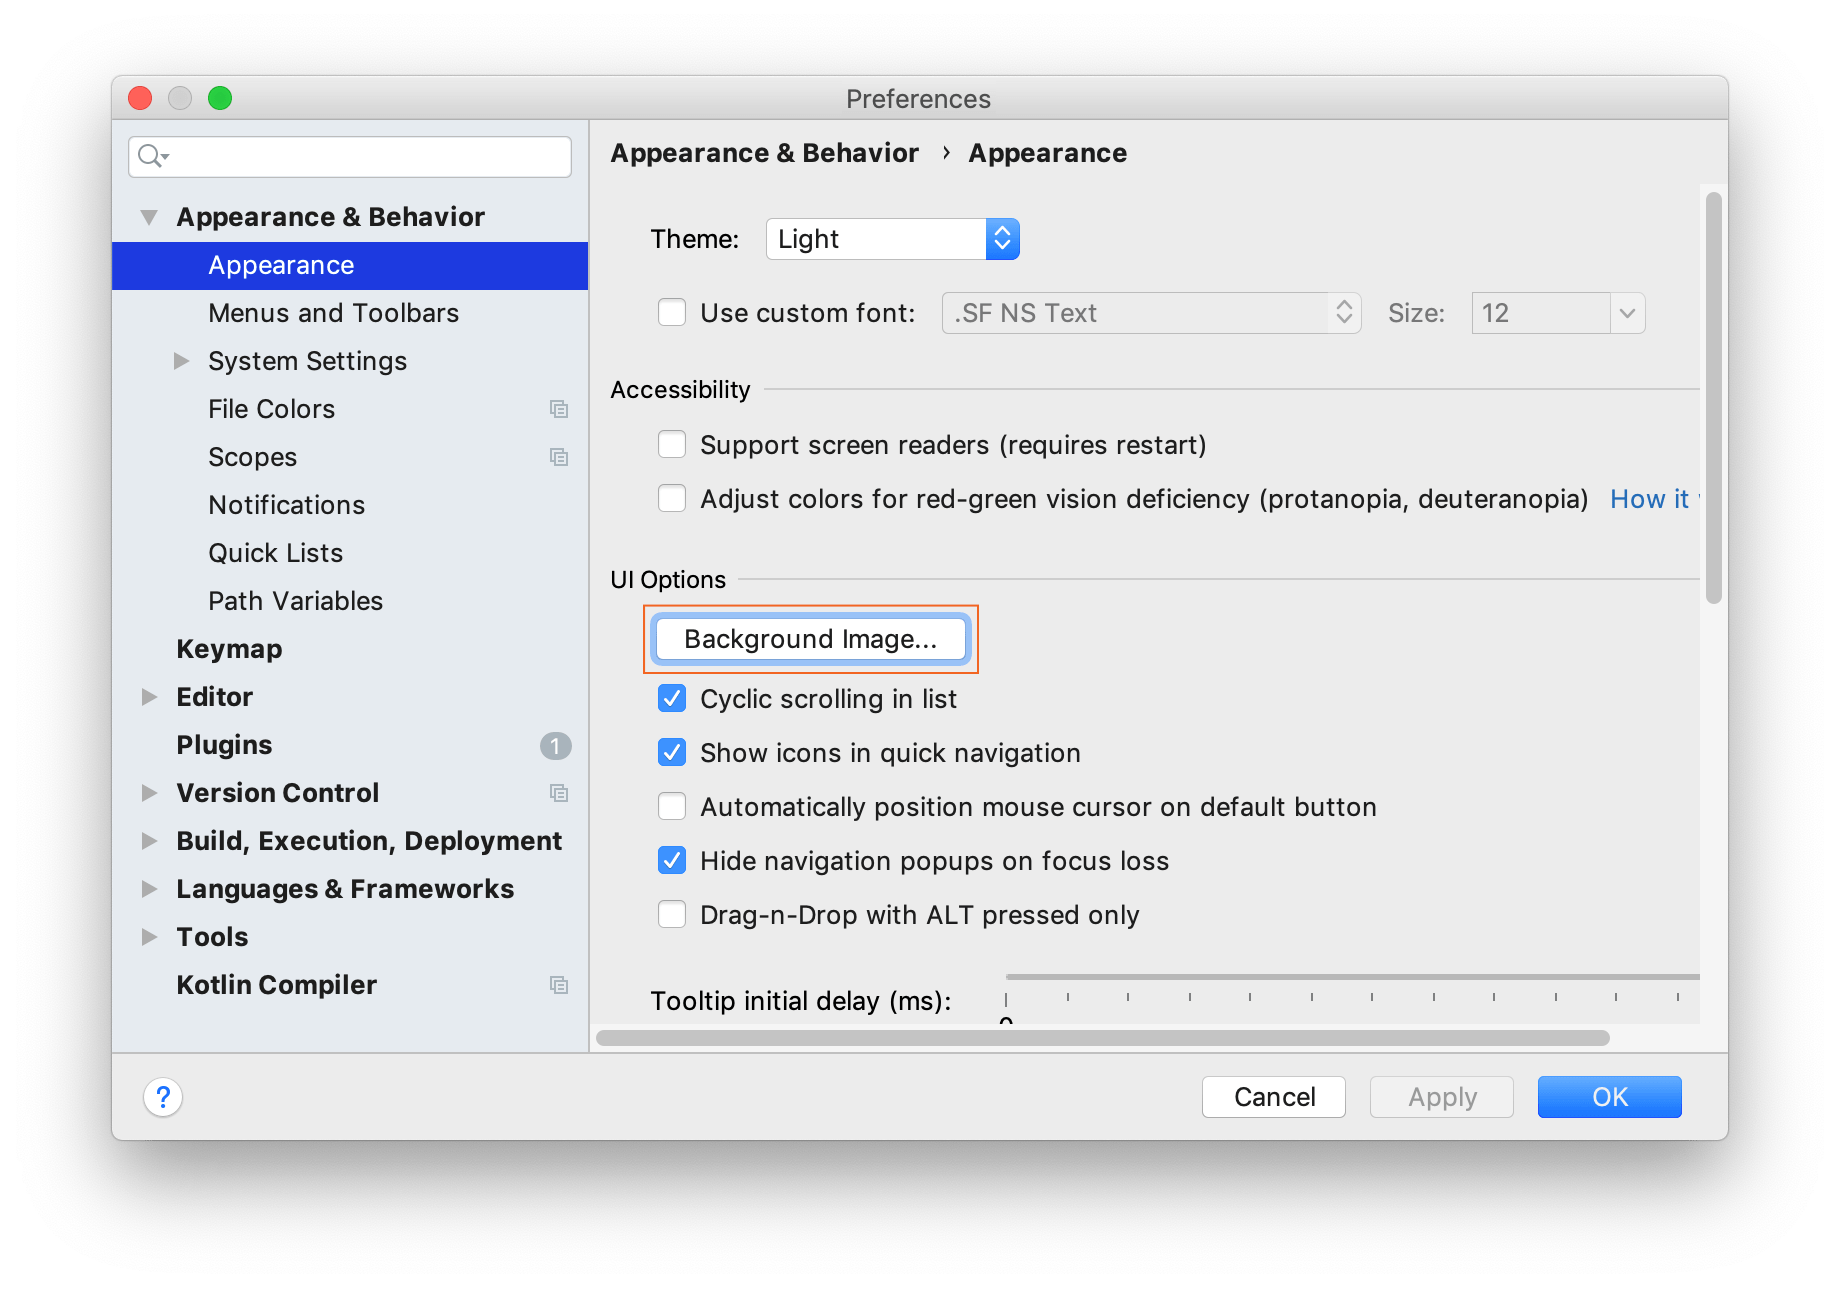 Preferences
Appearance & Behavior
Appearance
Menus and Toolbars
System Settings
File Colors
Scopes
Notifications
Quick Lists
Path Variables
Keymap
Editor
Plugins 1
Version Control
Build, Execution, Deployment
Languages & Frameworks
Tools
Kotlin Compiler
Appearance & Behavior › Appearance
Theme: Light
Use custom font: .SF NS Text Size: 12
Accessibility
Support screen readers (requires restart)
Adjust colors for red-green vision deficiency (protanopia, deuteranopia) How it
UI Options
Background Image...
Cyclic scrolling in list
Show icons in quick navigation
Automatically position mouse cursor on default button
Hide navigation popups on focus loss
Drag-n-Drop with ALT pressed only
Tooltip initial delay (ms):
? Cancel Apply OK